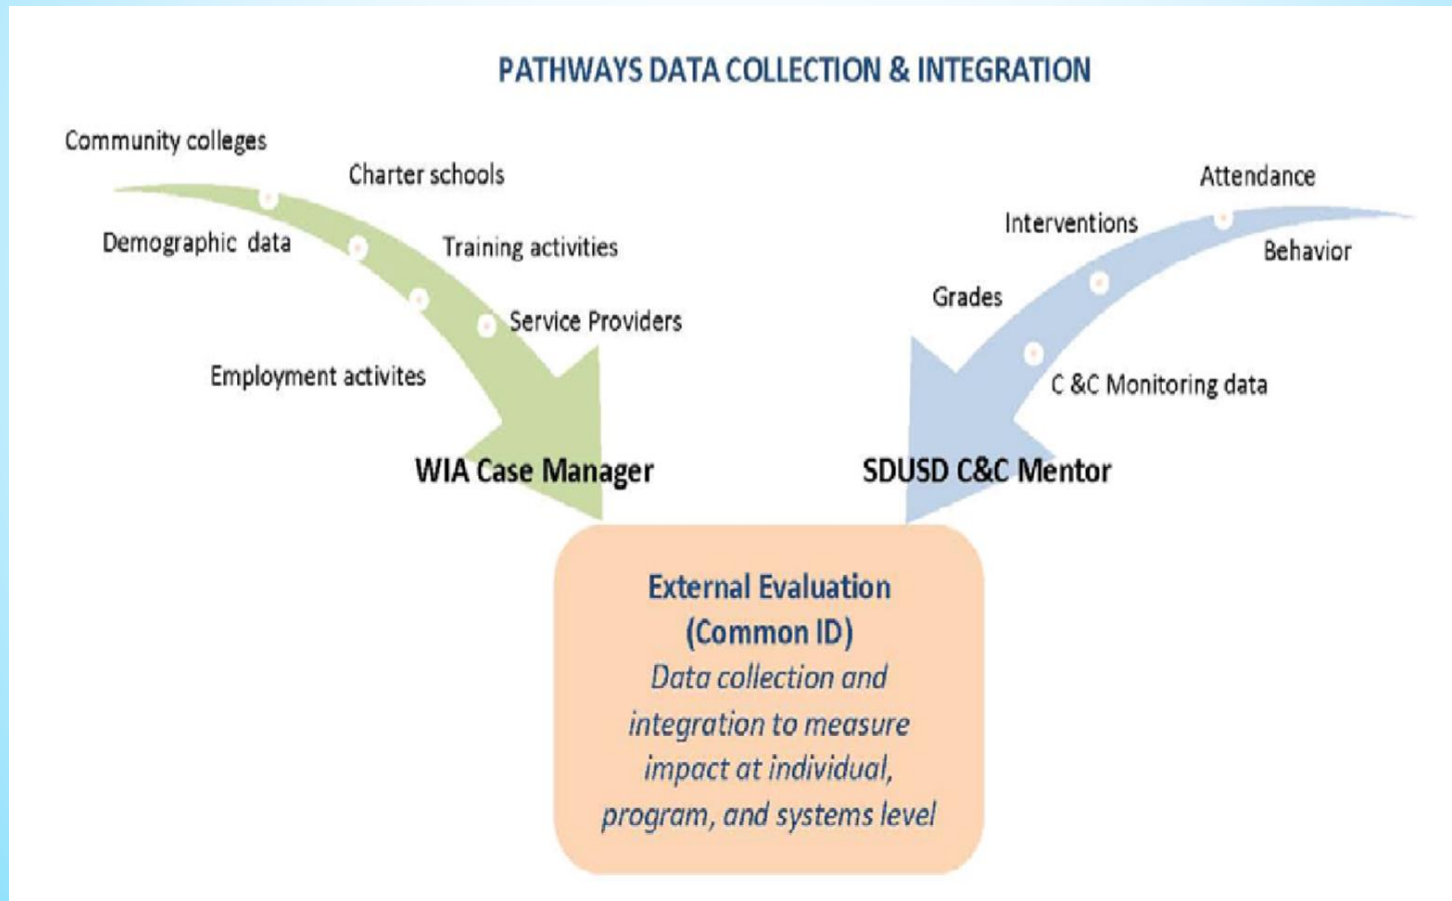 PATHWAYS DATA COLLECTION & INTEGRATION
Community colleges
Charter schools
Demographic data
Training activities
Service Providers
Employment activites
WIA Case Manager
Attendance
Interventions
Behavior
Grades
C &C Monitoring data
SDUSD C&C Mentor
External Evaluation
(Common ID)
Data collection and
integration to measure
impact at individual,
program, and systems level